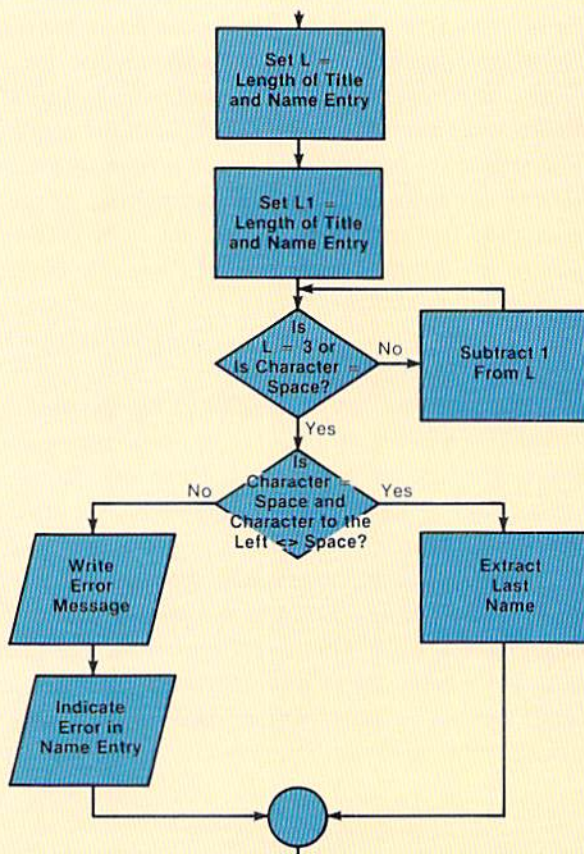 Set L =
Length of Title
and Name Entry
Set L1 =
Length of Title
and Name Entry
Is
L = 3 or
Is Character =
Space?
No
Subtract 1
From L
Yes
Is
Character =
Space and
Character to the
Left <> Space?
No
Yes
Write
Error
Message
Extract
Last
Name
Indicate
Error in
Name Entry